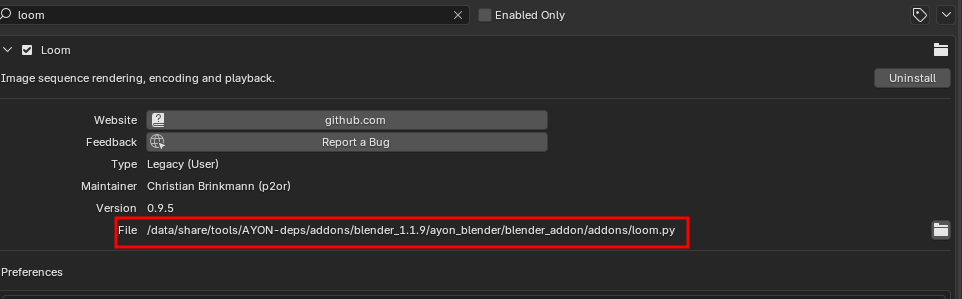 loom
Enabled Only
Loom
Image sequence rendering, encoding and playback.
Uninstall
Website github.com
Feedback Report a Bug
Type Legacy (User)
Maintainer Christian Brinkmann (p2or)
Version 0.9.5
File /data/share/tools/AYON-deps/addons/blender_1.1.9/ayon_blender/blender_addon/addons/loom.py
Preferences